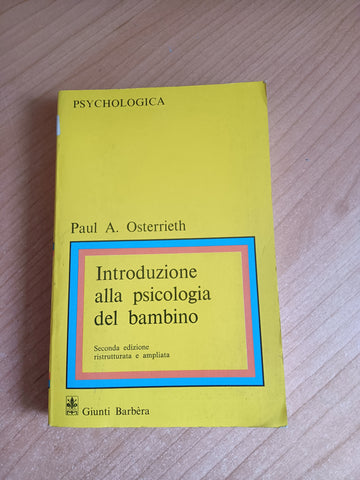 PSYCHOLOGICA
Paul A. Osterrieth
Introduzione
alla psicologia
del bambino
Seconda edizione
ristrutturata e ampliata
Giunti Barbèra